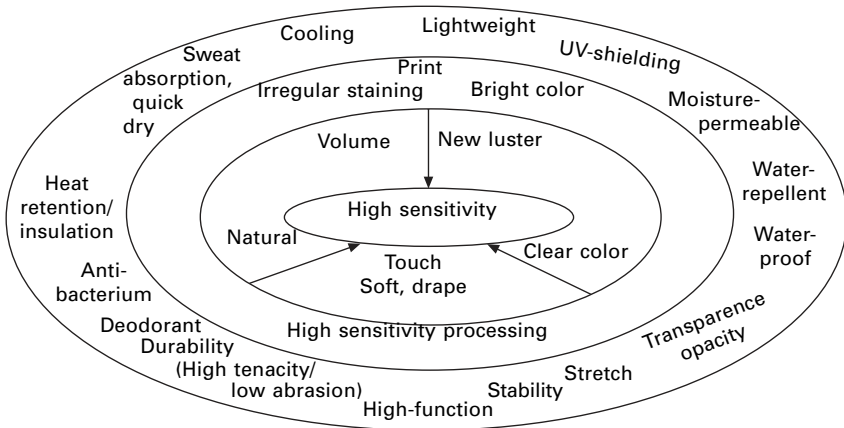 Cooling
Lightweight
Sweat
absorption,
quick
dry
UV-shielding
Print
Irregular staining
Bright color
Moisture-
permeable
Volume
New luster
Heat
retention/
insulation
Water-
repellent
High sensitivity
Natural
Clear color
Water-
proof
Touch
Soft, drape
Anti-
bacterium
Deodorant
Durability
(High tenacity/
low abrasion)
High sensitivity processing
Transparence
opacity
Stretch
Stability
High-function